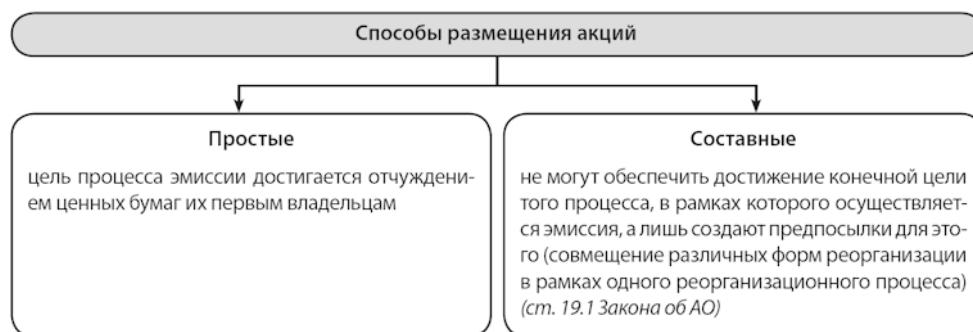 Способы размещения акций
Простые
цель процесса эмиссии достигается отчуждени-
ем ценных бумаг их первым владельцам
Составные
не могут обеспечить достижение конечной цели
того процесса, в рамках которого осуществляет-
ся эмиссия, а лишь создают предпосылки для это-
го (совмещение различных форм реорганизации
в рамках одного реорганизационного процесса)
(ст. 19.1 Закона об АО)